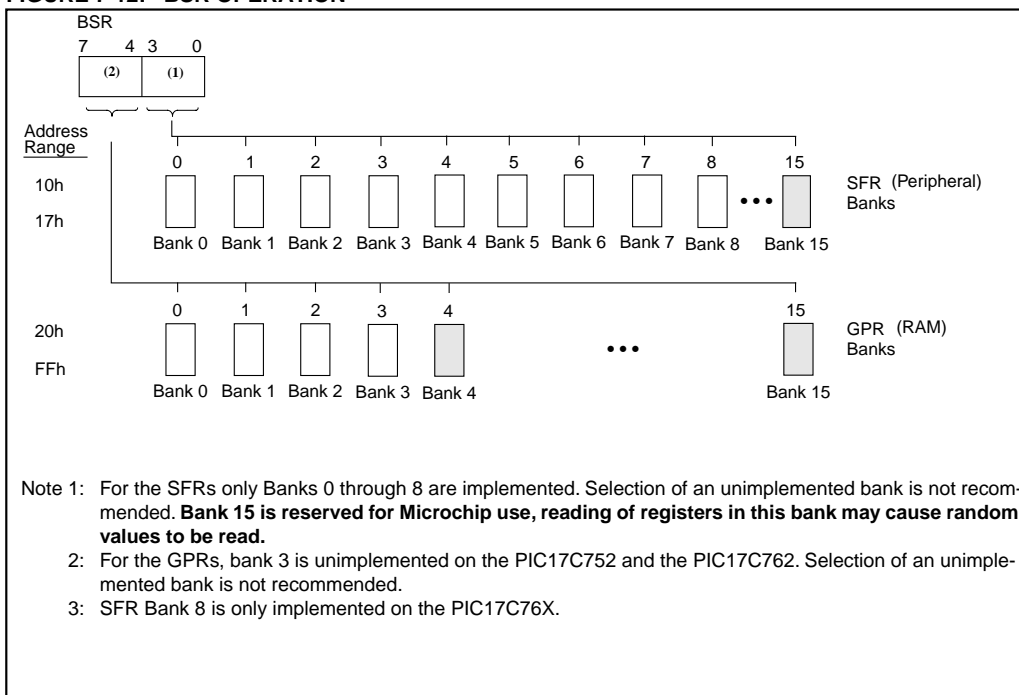 BSR
7 4 3 0
(2) (1)
Address
Range
0 1 2 3 4 5 6 7 8 15
10h
17h
SFR (Peripheral)
Banks
•••
Bank 0 Bank 1 Bank 2 Bank 3 Bank 4 Bank 5 Bank 6 Bank 7 Bank 8 Bank 15
0 1 2 3 4 15
20h
FFh
GPR (RAM)
Banks
•••
Bank 0 Bank 1 Bank 2 Bank 3 Bank 4 Bank 15
Note 1: For the SFRs only Banks 0 through 8 are implemented. Selection of an unimplemented bank is not recom-
mended. Bank 15 is reserved for Microchip use, reading of registers in this bank may cause random
values to be read.
2: For the GPRs, bank 3 is unimplemented on the PIC17C752 and the PIC17C762. Selection of an unimple-
mented bank is not recommended.
3: SFR Bank 8 is only implemented on the PIC17C76X.